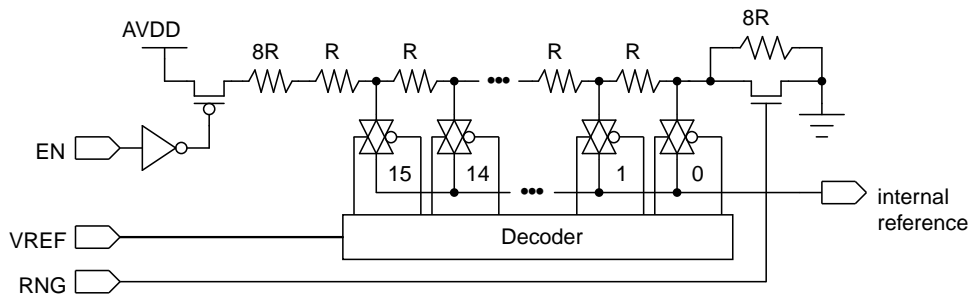 AVDD
8R
R
R
R
R
8R
EN
15
14
1
0
internal
reference
VREF
Decoder
RNG